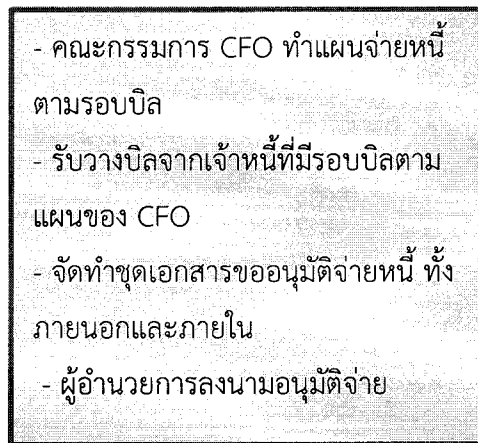 - คณะกรรมการ CFO ทำแผนจ่ายหนี้
ตามรอบบิล
- รับวางบิลจากเจ้าหนี้ที่มีรอบบิลตาม
แผนของ CFO
- จัดทำชุดเอกสารขออนุมัติจ่ายหนี้ ทั้ง
ภายนอกและภายใน
- ผู้อำนวยการลงนามอนุมัติจ่าย